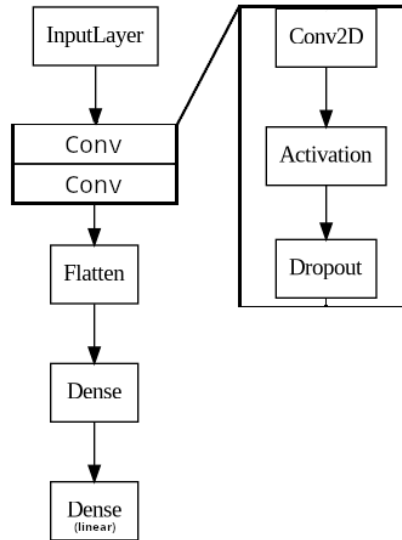 InputLayer
Conv
Conv
Flatten
Dense
Dense
(linear)
Conv2D
Activation
Dropout